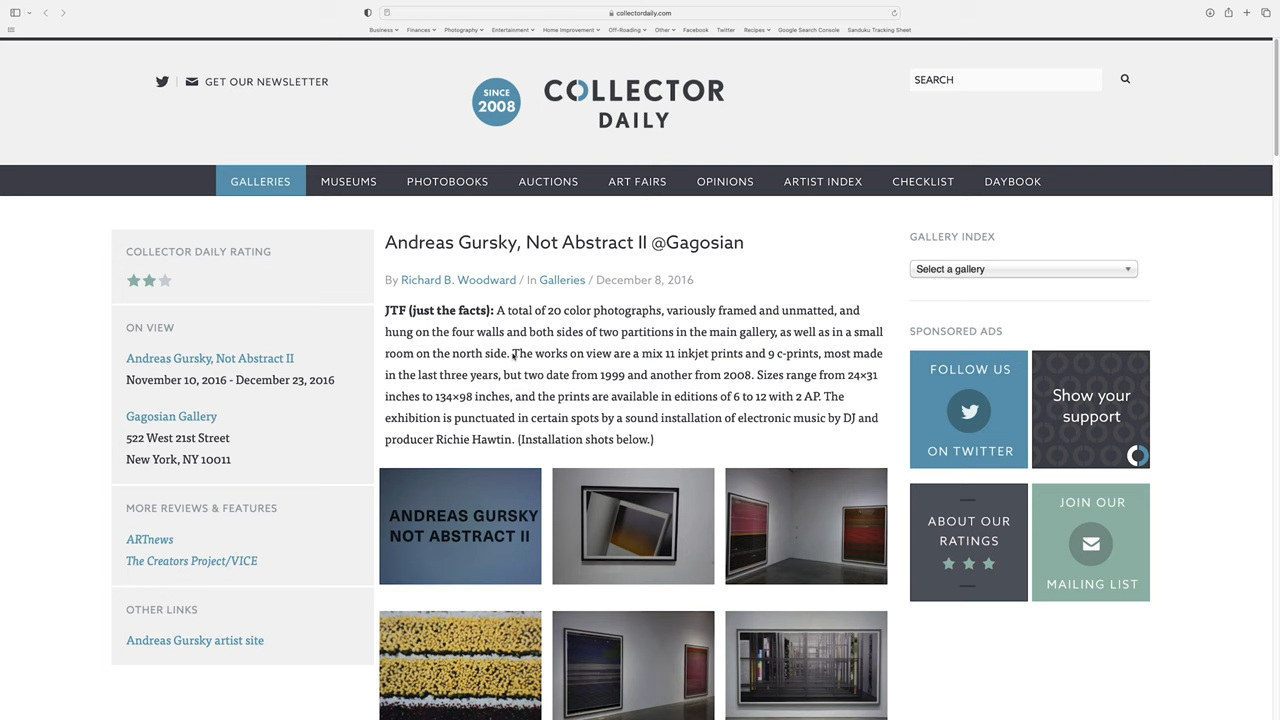 collectordaily.com
Business Finances Photography Entertainment Home Improvement Off-Roading Other Facebook Twitter Recipes Google Search Console Sanduku Tracking Sheet
GET OUR NEWSLETTER
SINCE
2008
COLLECTOR
DAILY
SEARCH
GALLERIES MUSEUMS PHOTOBOOKS AUCTIONS ART FAIRS OPINIONS ARTIST INDEX CHECKLIST DAYBOOK
COLLECTOR DAILY RATING
ON VIEW
Andreas Gursky, Not Abstract II
November 10, 2016 - December 23, 2016
Gagosian Gallery
522 West 21st Street
New York, NY 10011
MORE REVIEWS & FEATURES
ARTnews
The Creators Project/VICE
OTHER LINKS
Andreas Gursky artist site
Andreas Gursky, Not Abstract II @Gagosian
By Richard B. Woodward / In Galleries / December 8, 2016
JTF (just the facts): A total of 20 color photographs, variously framed and unmatted, and
hung on the four walls and both sides of two partitions in the main gallery, as well as in a small
room on the north side. The works on view are a mix 11 inkjet prints and 9 c-prints, most made
in the last three years, but two date from 1999 and another from 2008. Sizes range from 24×31
inches to 134×98 inches, and the prints are available in editions of 6 to 12 with 2 AP. The
exhibition is punctuated in certain spots by a sound installation of electronic music by DJ and
producer Richie Hawtin. (Installation shots below.)
ANDREAS GURSKY
NOT ABSTRACT II
GALLERY INDEX
Select a gallery
SPONSORED ADS
FOLLOW US
ON TWITTER
Show your
support
ABOUT OUR
RATINGS
JOIN OUR
MAILING LIST